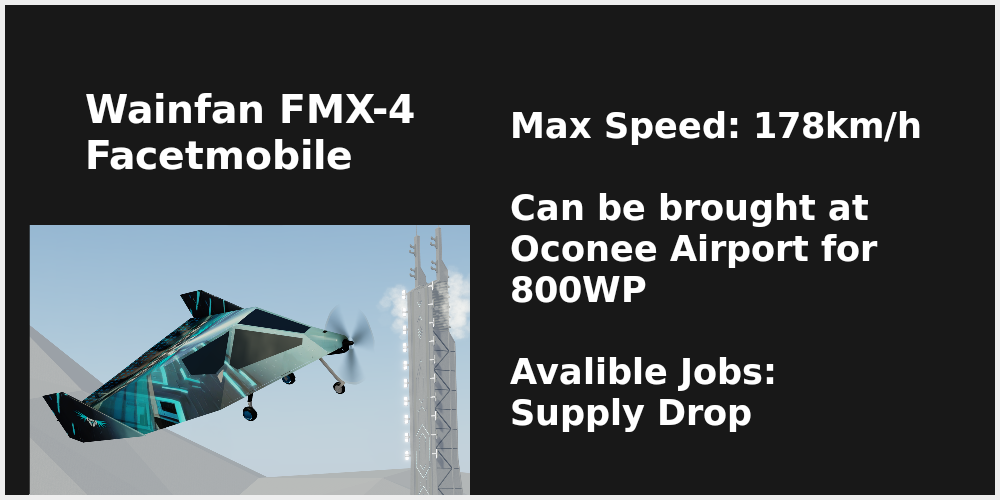 Wainfan FMX-4
Facetmobile
Max Speed: 178km/h
Can be brought at
Oconee Airport for
800WP
Avalible Jobs:
Supply Drop